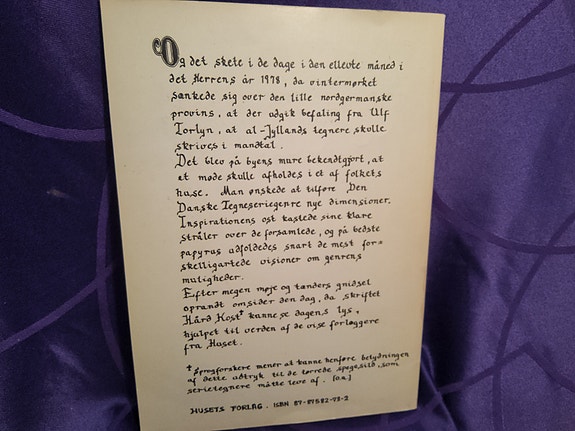 Og det skete i de dage i den ellevte måned i
det Herrens år 1978, da vintermørket
sænkede sig over den lille nordgermanske
provins, at der udgik befaling fra Ulf
Torlyn, at al-Jyllands tegnere skulle
skrives i mandtal.
Det blev på byens mure bekendtgjort, at
et møde skulle afholdes i et af folkets
huse. Man ønskede at tilføre Den
Danske Tegneseriegenre nye dimensioner.
Inspirationens ost kastede sine klare
stråler over de forsamlede, og på bedste
papyrus udfoldedes snart de mest for=
skelligartede visioner om genrens
muligheder.
Efter megen møje og tænders gnidsel
oprandt omsider den dag, da skriftet
Hård Kost† kunne se dagens lys,
hjulpet til verden af de vise forlæggere
fra Huset.
† Sprogforskere mener at kunne henføre betydningen
af dette udtryk til de tørrede spegesild, som
serietegnere måtte leve af. (o.a.)
HUSETS FORLAG. ISBN 87-87582-73-2